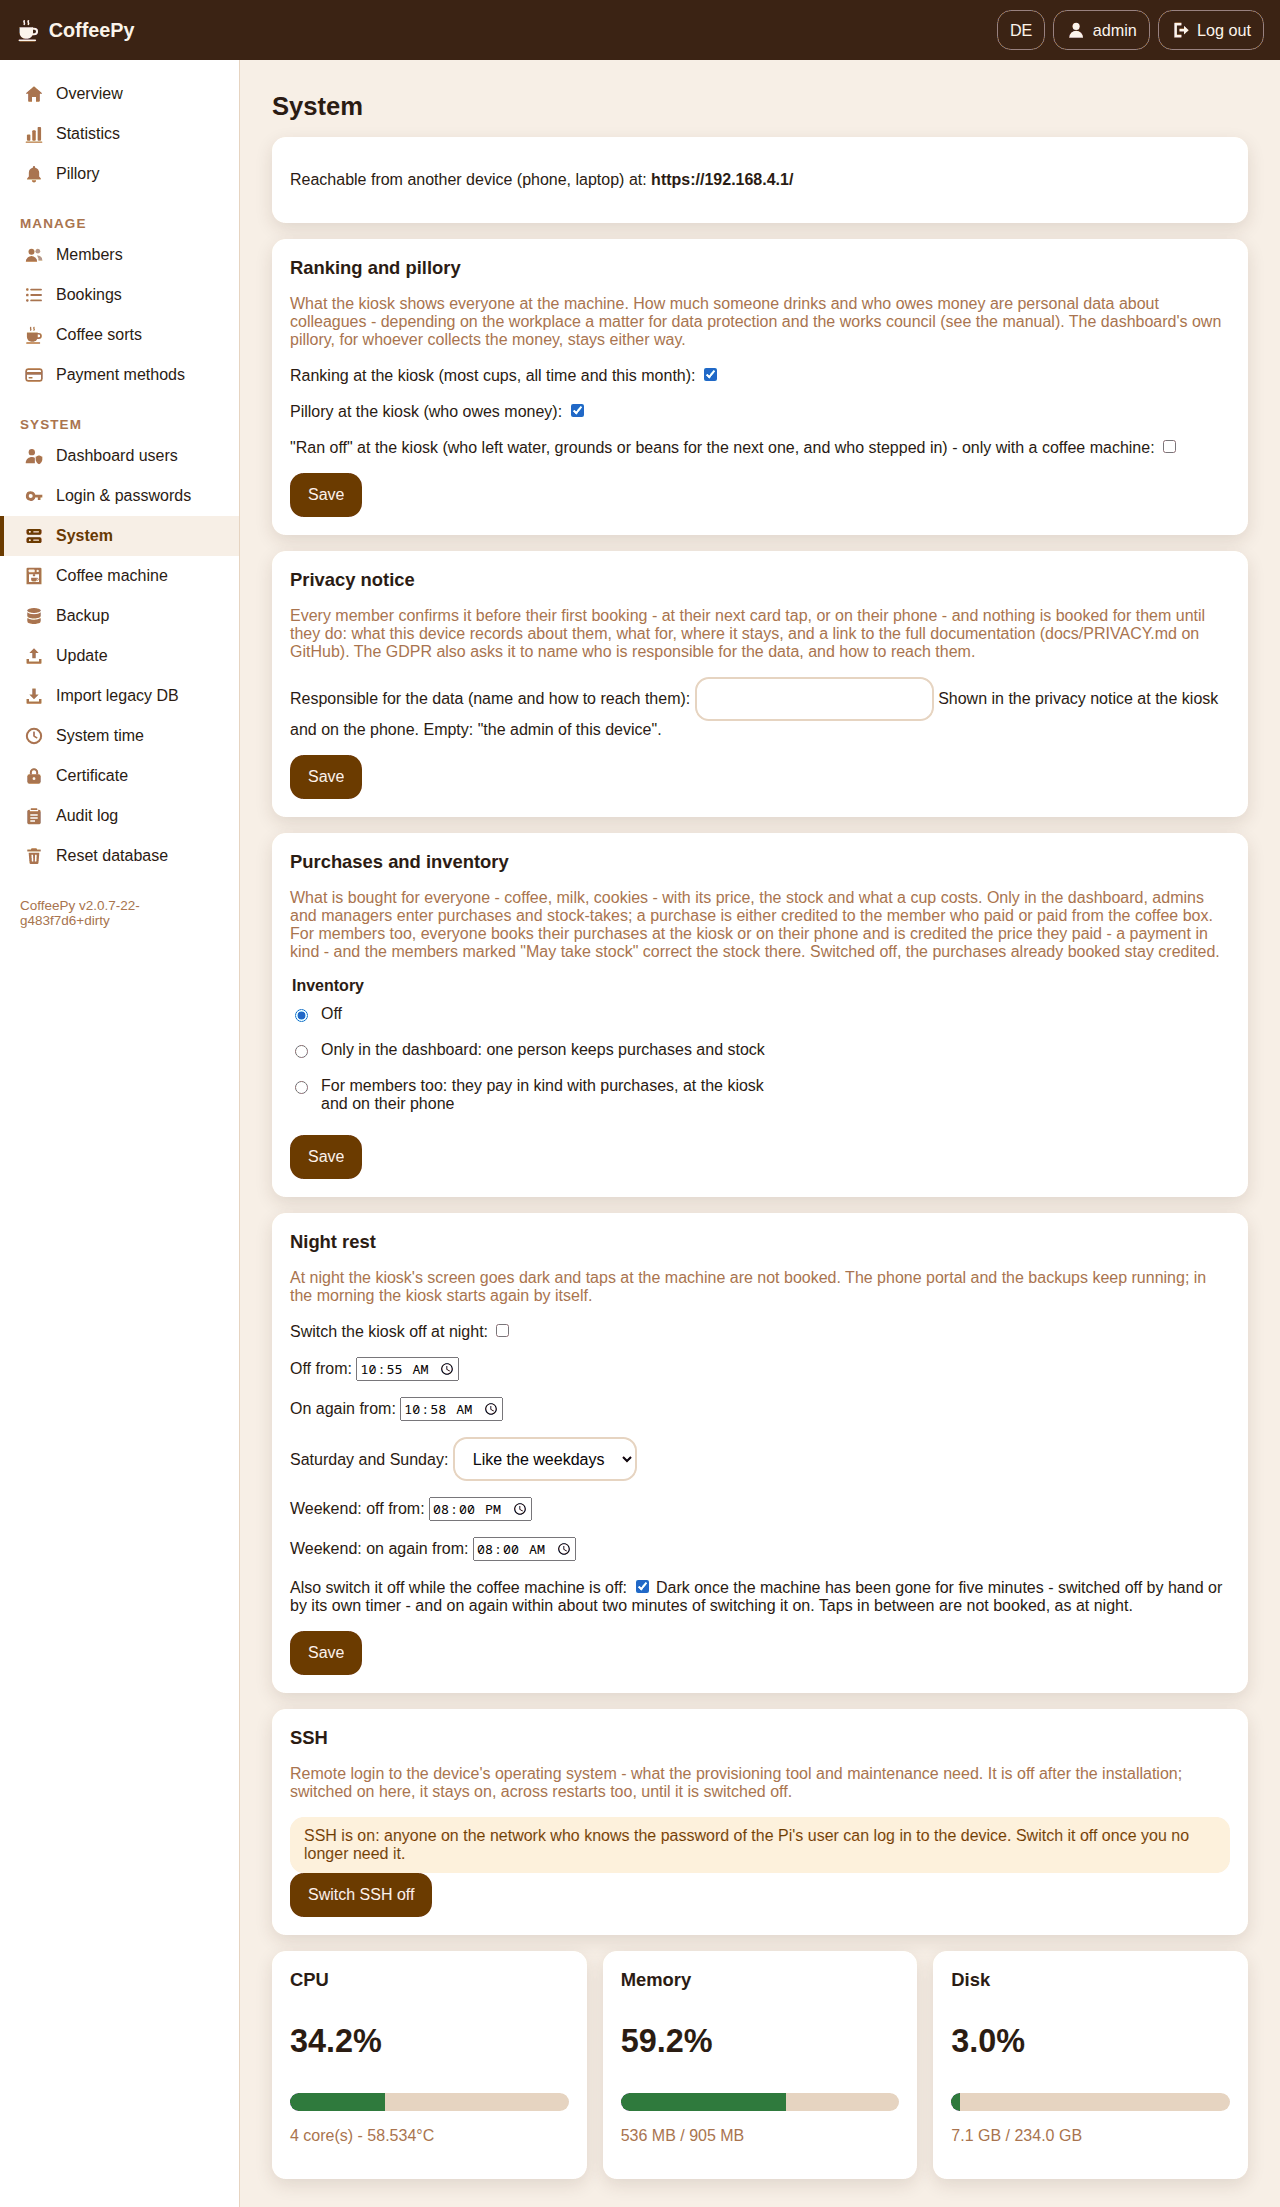 CoffeePy
DE
admin
Log out
Overview
Statistics
Pillory
MANAGE
Members
Bookings
Coffee sorts
Payment methods
SYSTEM
Dashboard users
Login & passwords
System
Coffee machine
Backup
Update
Import legacy DB
System time
Certificate
Audit log
Reset database
CoffeePy v2.0.7-22-
g483f7d6+dirty
System
Reachable from another device (phone, laptop) at: https://192.168.4.1/
Ranking and pillory
What the kiosk shows everyone at the machine. How much someone drinks and who owes money are personal data about
colleagues - depending on the workplace a matter for data protection and the works council (see the manual). The dashboard's own
pillory, for whoever collects the money, stays either way.
Ranking at the kiosk (most cups, all time and this month):
Pillory at the kiosk (who owes money):
"Ran off" at the kiosk (who left water, grounds or beans for the next one, and who stepped in) - only with a coffee machine:
Save
Privacy notice
Every member confirms it before their first booking - at their next card tap, or on their phone - and nothing is booked for them until
they do: what this device records about them, what for, where it stays, and a link to the full documentation (docs/PRIVACY.md on
GitHub). The GDPR also asks it to name who is responsible for the data, and how to reach them.
Responsible for the data (name and how to reach them): Shown in the privacy notice at the kiosk
and on the phone. Empty: "the admin of this device".
Save
Purchases and inventory
What is bought for everyone - coffee, milk, cookies - with its price, the stock and what a cup costs. Only in the dashboard, admins
and managers enter purchases and stock-takes; a purchase is either credited to the member who paid or paid from the coffee box.
For members too, everyone books their purchases at the kiosk or on their phone and is credited the price they paid - a payment in
kind - and the members marked "May take stock" correct the stock there. Switched off, the purchases already booked stay credited.
Inventory
Off
Only in the dashboard: one person keeps purchases and stock
For members too: they pay in kind with purchases, at the kiosk
and on their phone
Save
Night rest
At night the kiosk's screen goes dark and taps at the machine are not booked. The phone portal and the backups keep running; in
the morning the kiosk starts again by itself.
Switch the kiosk off at night:
Off from: 10:55 AM
On again from: 10:58 AM
Saturday and Sunday: Like the weekdays
Weekend: off from: 08:00 PM
Weekend: on again from: 08:00 AM
Also switch it off while the coffee machine is off: Dark once the machine has been gone for five minutes - switched off by hand or
by its own timer - and on again within about two minutes of switching it on. Taps in between are not booked, as at night.
Save
SSH
Remote login to the device's operating system - what the provisioning tool and maintenance need. It is off after the installation;
switched on here, it stays on, across restarts too, until it is switched off.
SSH is on: anyone on the network who knows the password of the Pi's user can log in to the device. Switch it off once you no
longer need it.
Switch SSH off
CPU
34.2%
4 core(s) - 58.534°C
Memory
59.2%
536 MB / 905 MB
Disk
3.0%
7.1 GB / 234.0 GB